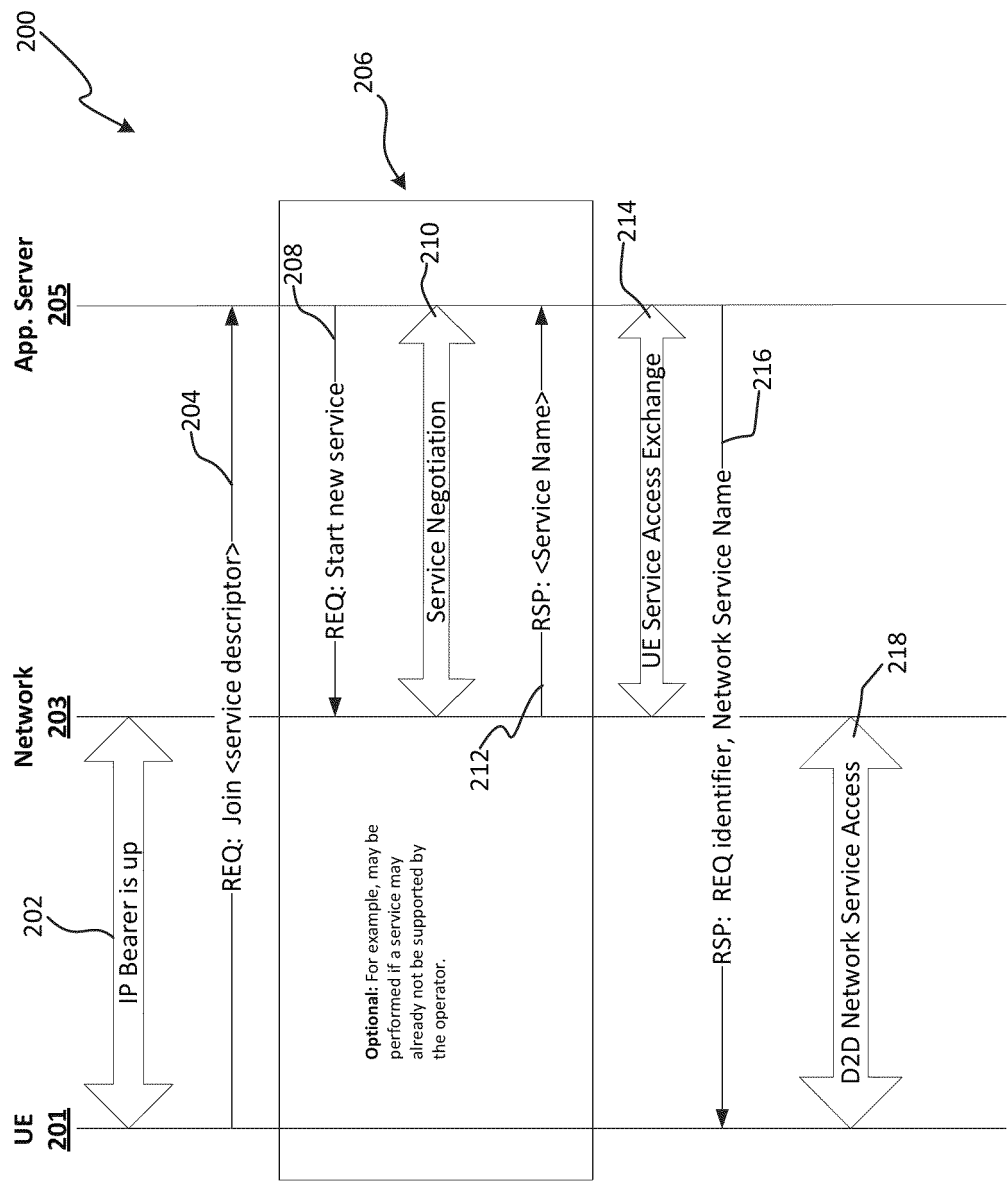 200
UE
201
Network
203
App. Server
205
202
IP Bearer is up
204
REQ: Join <service descriptor>
206
208
REQ: Start new service
Optional: For example, may be
performed if a service may
already not be supported by
the operator.
210
Service Negotiation
212
RSP: <Service Name>
214
UE Service Access Exchange
216
RSP: REQ identifier, Network Service Name
218
D2D Network Service Access